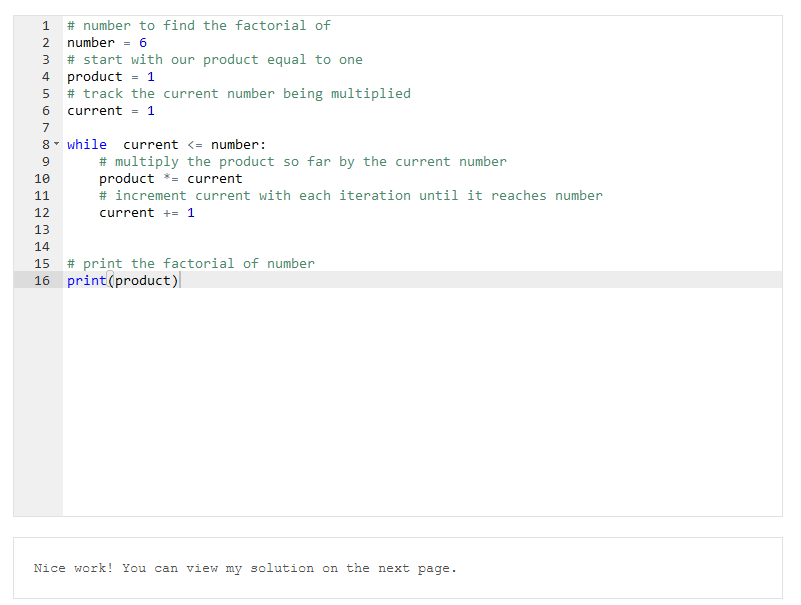 1 # number to find the factorial of
2 number = 6
3 # start with our product equal to one
4 product = 1
5 # track the current number being multiplied
6 current = 1
7
8 while  current <= number:
9     # multiply the product so far by the current number
10     product *= current
11     # increment current with each iteration until it reaches number
12     current += 1
13
14
15 # print the factorial of number
16 print(product)
Nice work! You can view my solution on the next page.